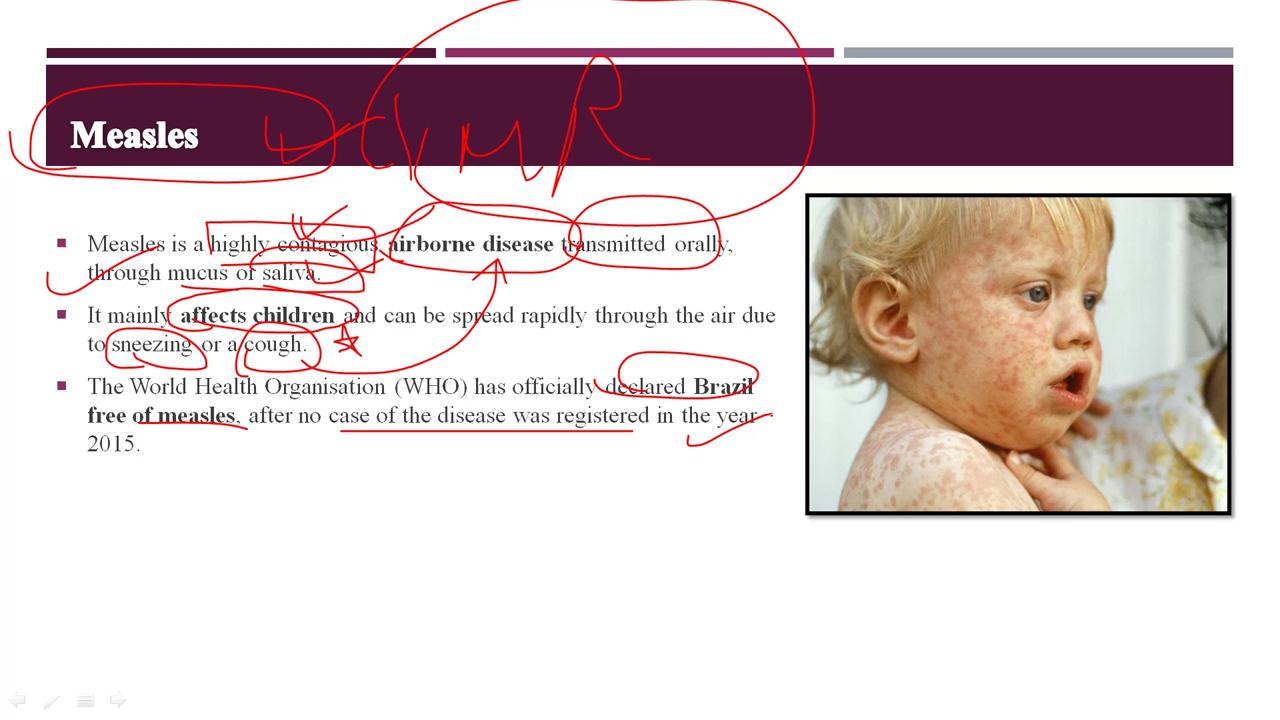 Measles
MR
Measles is a highly contagious, airborne disease transmitted orally,
through mucus or saliva.
It mainly affects children and can be spread rapidly through the air due
to sneezing or a cough.
The World Health Organisation (WHO) has officially declared Brazil
free of measles, after no case of the disease was registered in the year
2015.